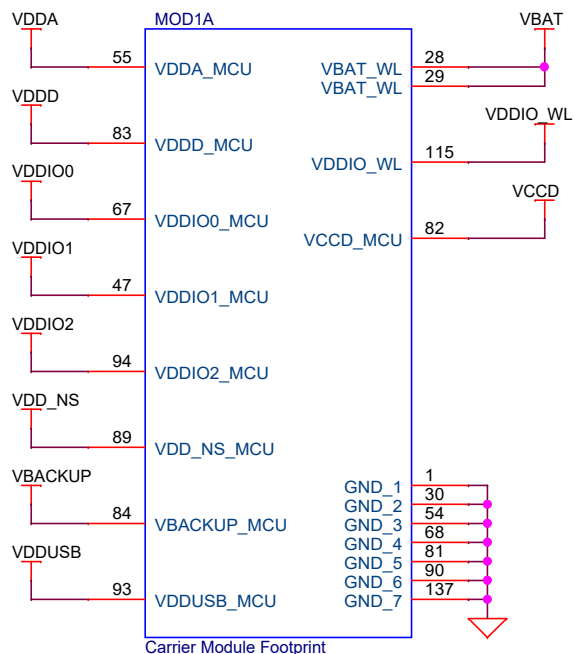 VDDA
MOD1A
VBAT
55
VDDA_MCU
VBAT_WL
28
VBAT_WL
29
VDDD
VDDIO_WL
83
VDDD_MCU
VDDIO_WL
115
VDDIO0
VCCD
67
VDDIO0_MCU
VCCD_MCU
82
VDDIO1
47
VDDIO1_MCU
VDDIO2
94
VDDIO2_MCU
VDD_NS
89
VDD_NS_MCU
VBACKUP
84
VBACKUP_MCU
VDDUSB
93
VDDUSB_MCU
GND_1
1
GND_2
30
GND_3
54
GND_4
68
GND_5
81
GND_6
90
GND_7
137
Carrier Module Footprint